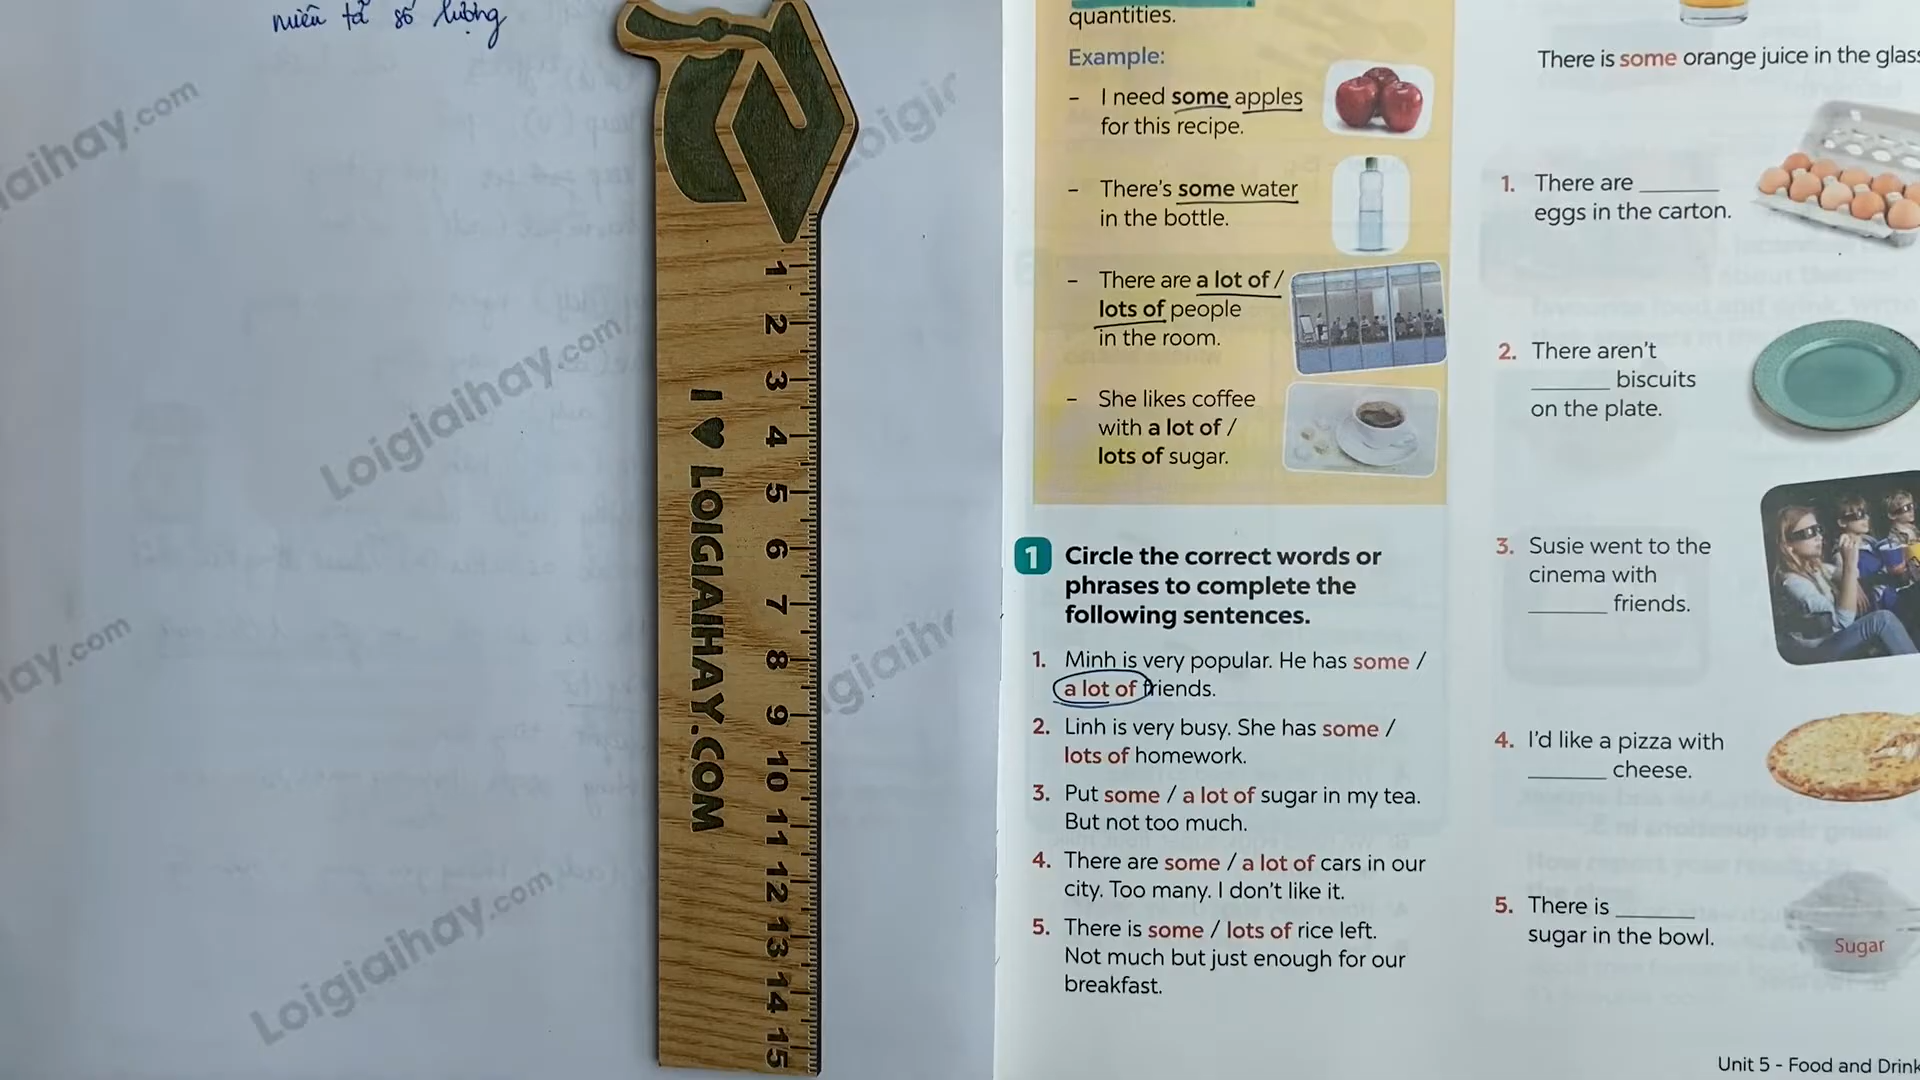 miêu tả số lượng
Loigiaihay.com
I ♥ LOIGIAIHAY.COM
1
2
3
4
5
6
7
8
9
10
11
12
13
14
15
quantities.
Example:
- I need some apples
for this recipe.
- There's some water
in the bottle.
- There are a lot of /
lots of people
in the room.
- She likes coffee
with a lot of /
lots of sugar.
1 Circle the correct words or
phrases to complete the
following sentences.
1. Minh is very popular. He has some /
a lot of friends.
2. Linh is very busy. She has some /
lots of homework.
3. Put some / a lot of sugar in my tea.
But not too much.
4. There are some / a lot of cars in our
city. Too many. I don't like it.
5. There is some / lots of rice left.
Not much but just enough for our
breakfast.
There is some orange juice in the glass
1. There are ______
eggs in the carton.
2. There aren't
______ biscuits
on the plate.
3. Susie went to the
cinema with
______ friends.
4. I'd like a pizza with
______ cheese.
5. There is ______
sugar in the bowl.
Sugar
Unit 5 - Food and Drink